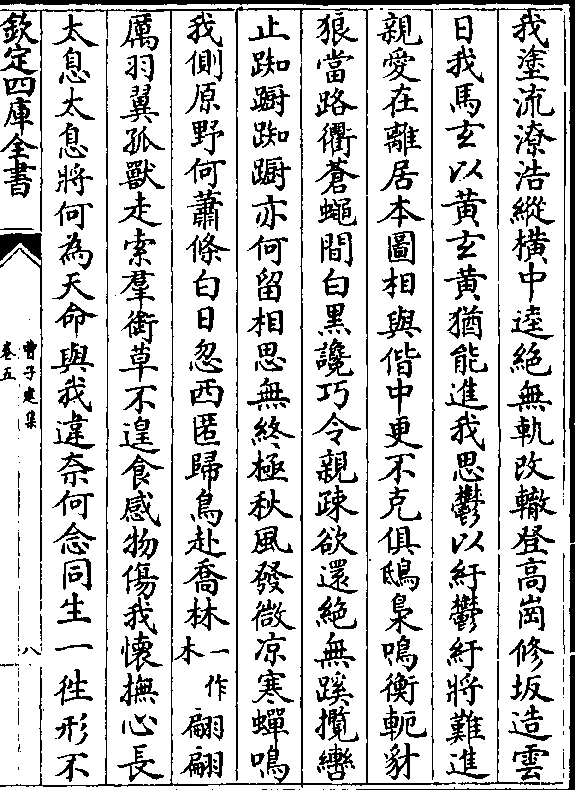 我塗流潦浩縱橫中逵絕無軌改轍登高崗修坂造雲
日我馬玄以黃玄黃猶能進我思鬱以紆鬱紆將難進
親愛在離居本圖相與偕中更不克俱鴟梟鳴衡軛豺
狼當路衢蒼蠅間白黑讒巧令親疎欲還絕無蹊攬轡
止踟躕踟躕亦何留相思無終極秋風發微凉寒蟬鳴
我側原野何蕭條白日忽西匿歸鳥赴喬林一作木翩翩
厲羽翼孤獸走索羣銜草不遑食感物傷我懷撫心長
太息太息將何為天命與我違奈何念同生一徃形不
欽定四庫全書
曹子建集
卷五
八